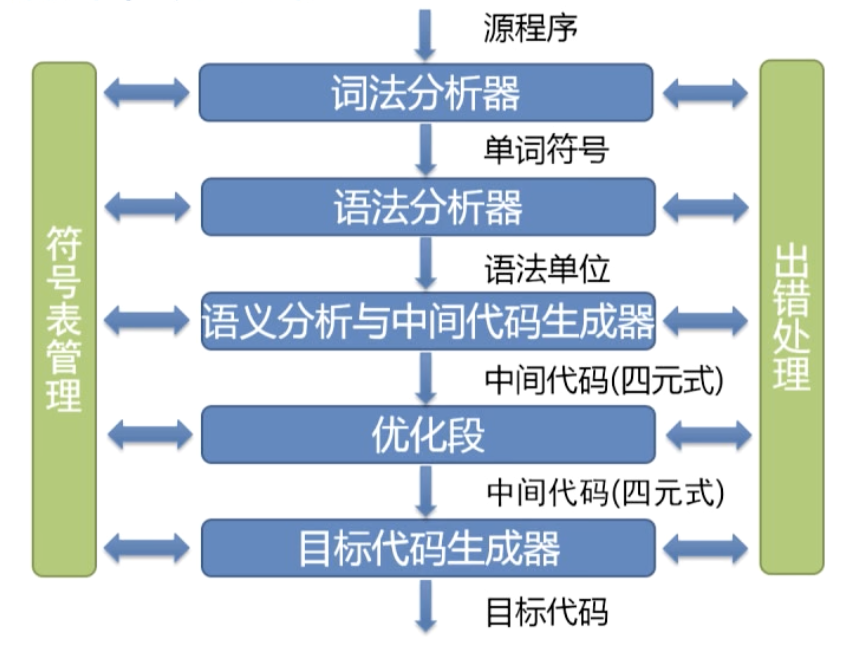 源程序
词法分析器
单词符号
语法分析器
语法单位
语义分析与中间代码生成器
中间代码(四元式)
优化段
中间代码(四元式)
目标代码生成器
目标代码
符号表管理
出错处理